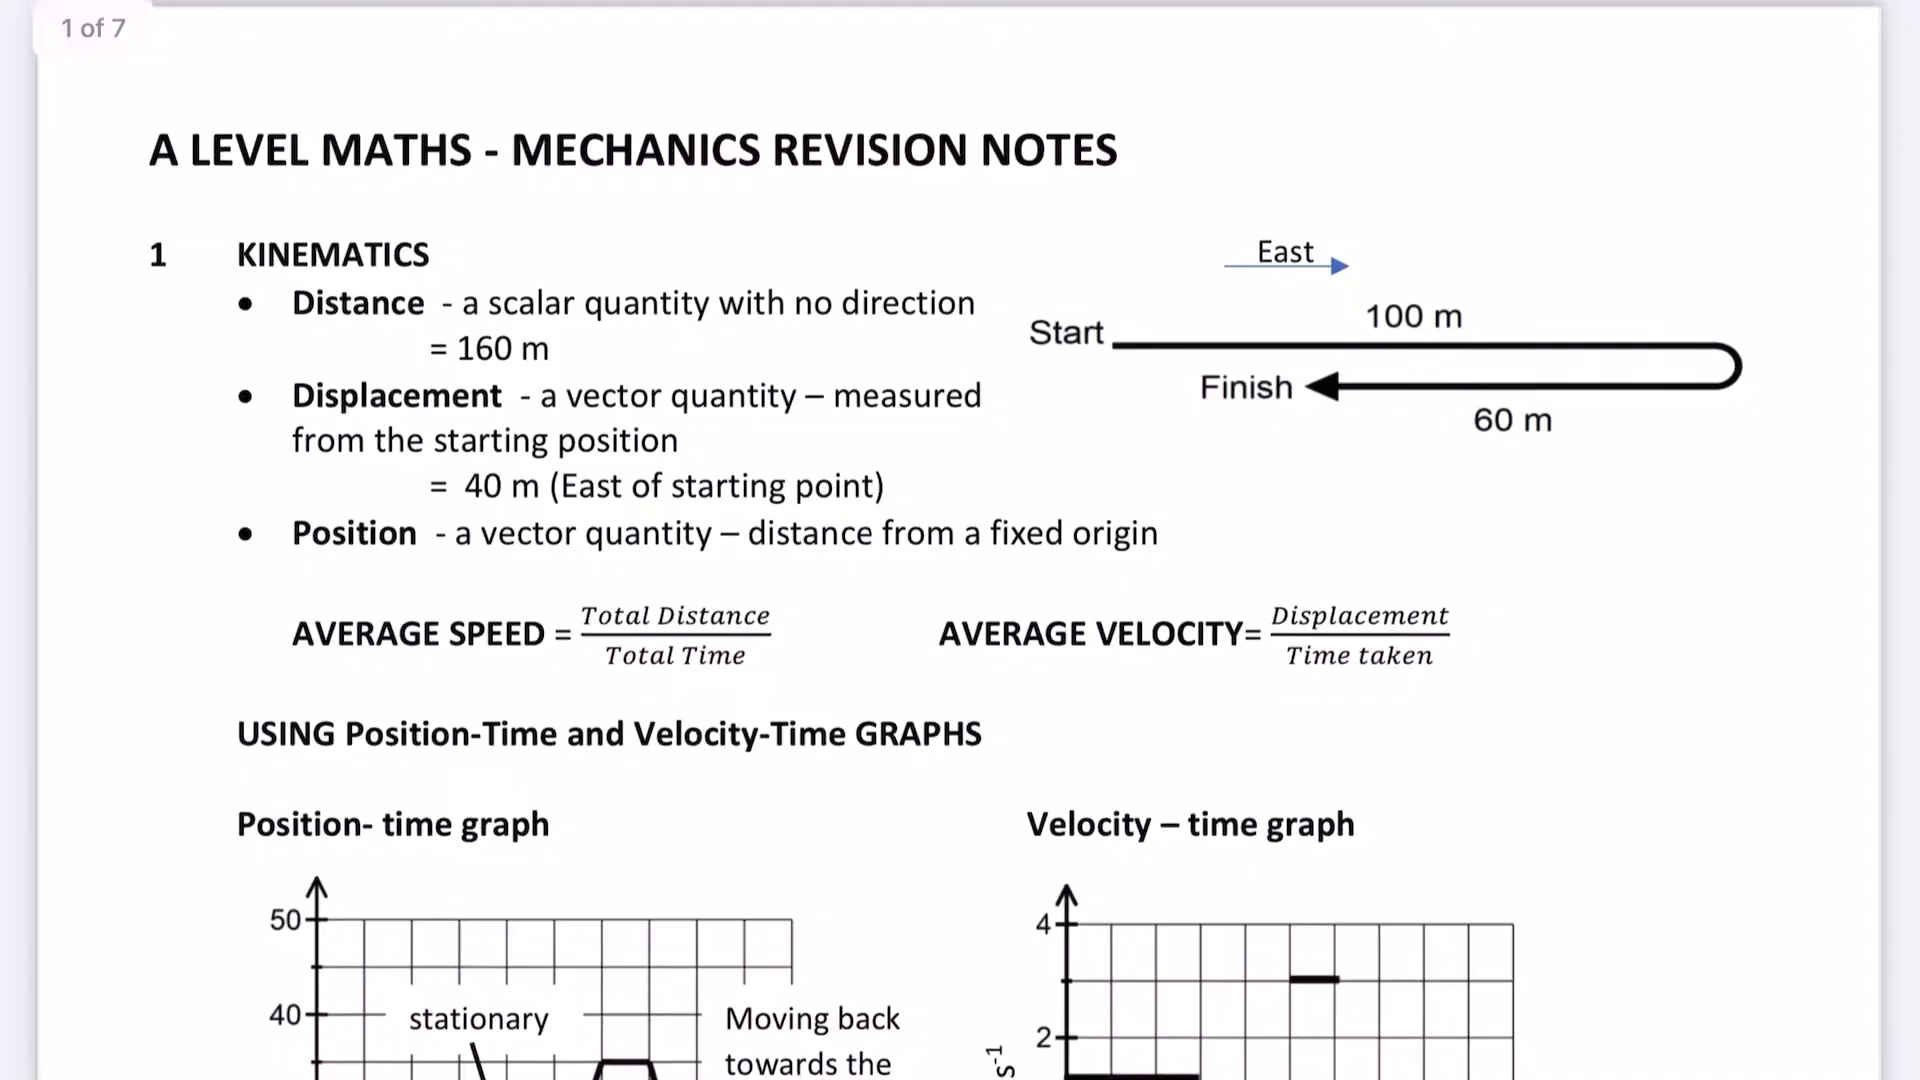 1 of 7
A LEVEL MATHS - MECHANICS REVISION NOTES
1 KINEMATICS
• Distance - a scalar quantity with no direction
= 160 m
• Displacement - a vector quantity – measured
from the starting position
= 40 m (East of starting point)
• Position - a vector quantity – distance from a fixed origin
East
100 m
Start
Finish
60 m
AVERAGE SPEED = Total Distance / Total Time
AVERAGE VELOCITY= Displacement / Time taken
USING Position-Time and Velocity-Time GRAPHS
Position- time graph
Velocity – time graph
50
40
stationary
Moving back
towards the
4
2
s⁻¹